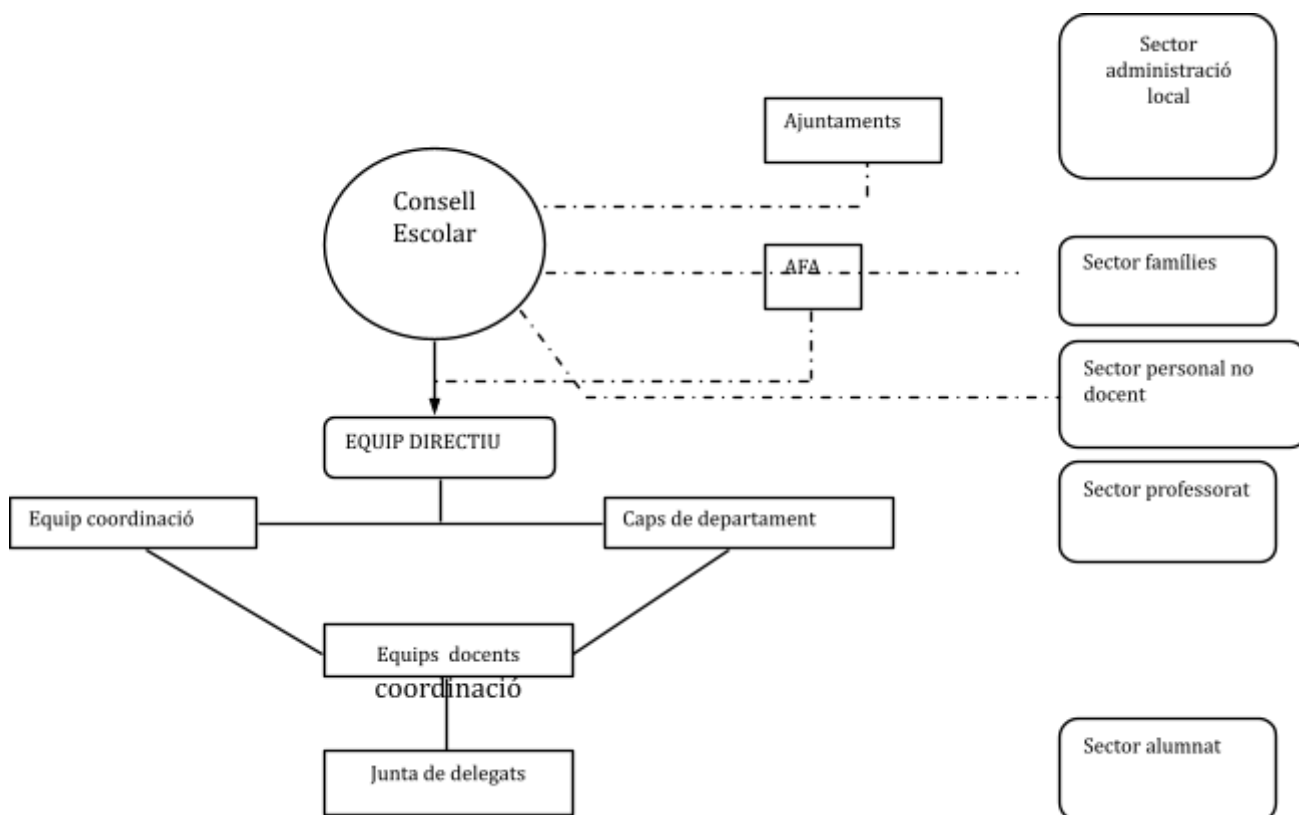 Sector
administració
local
Ajuntaments
Consell
Escolar
AFA
Sector famílies
Sector personal no
docent
EQUIP DIRECTIU
Sector professorat
Equip coordinació
Caps de departament
Equips docents
coordinació
Sector alumnat
Junta de delegats